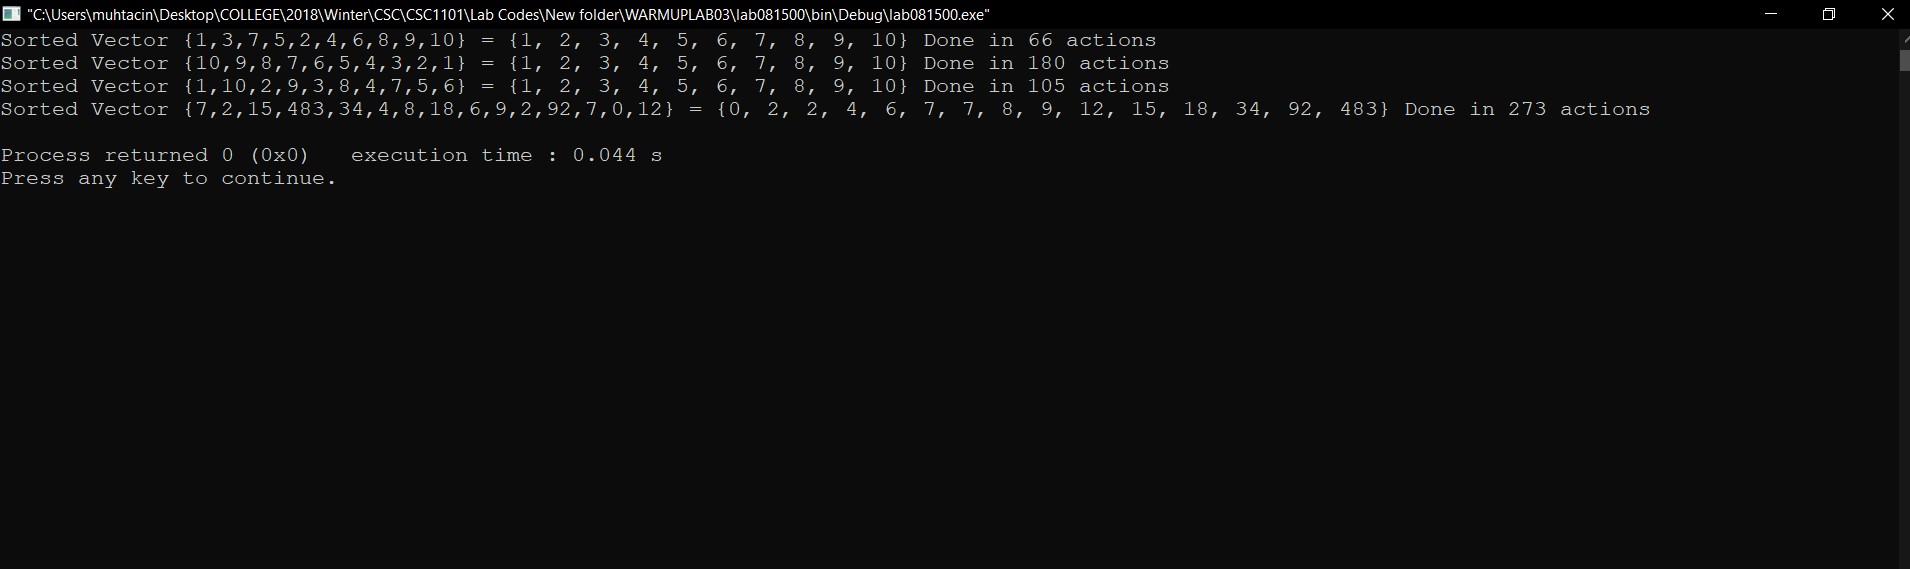 "C:\Users\muhtacin\Desktop\COLLEGE\2018\Winter\CSC\CSC1101\Lab Codes\New folder\WARMUPLAB03\lab081500\bin\Debug\lab081500.exe"
Sorted Vector {1,3,7,5,2,4,6,8,9,10} = {1, 2, 3, 4, 5, 6, 7, 8, 9, 10} Done in 66 actions
Sorted Vector {10,9,8,7,6,5,4,3,2,1} = {1, 2, 3, 4, 5, 6, 7, 8, 9, 10} Done in 180 actions
Sorted Vector {1,10,2,9,3,8,4,7,5,6} = {1, 2, 3, 4, 5, 6, 7, 8, 9, 10} Done in 105 actions
Sorted Vector {7,2,15,483,34,4,8,18,6,9,2,92,7,0,12} = {0, 2, 2, 4, 6, 7, 7, 8, 9, 12, 15, 18, 34, 92, 483} Done in 273 actions
Process returned 0 (0x0)   execution time : 0.044 s
Press any key to continue.